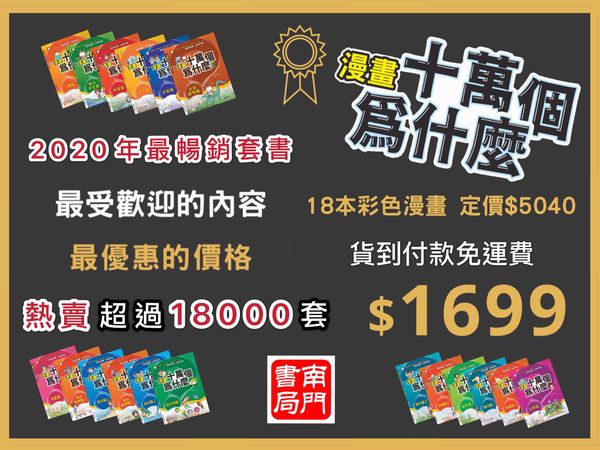 漫畫十萬個
為什麼
2020年最暢銷套書
最受歡迎的內容
最優惠的價格
熱賣超過18000套
18本彩色漫畫 定價$5040
貨到付款免運費
$1699
南門
書局